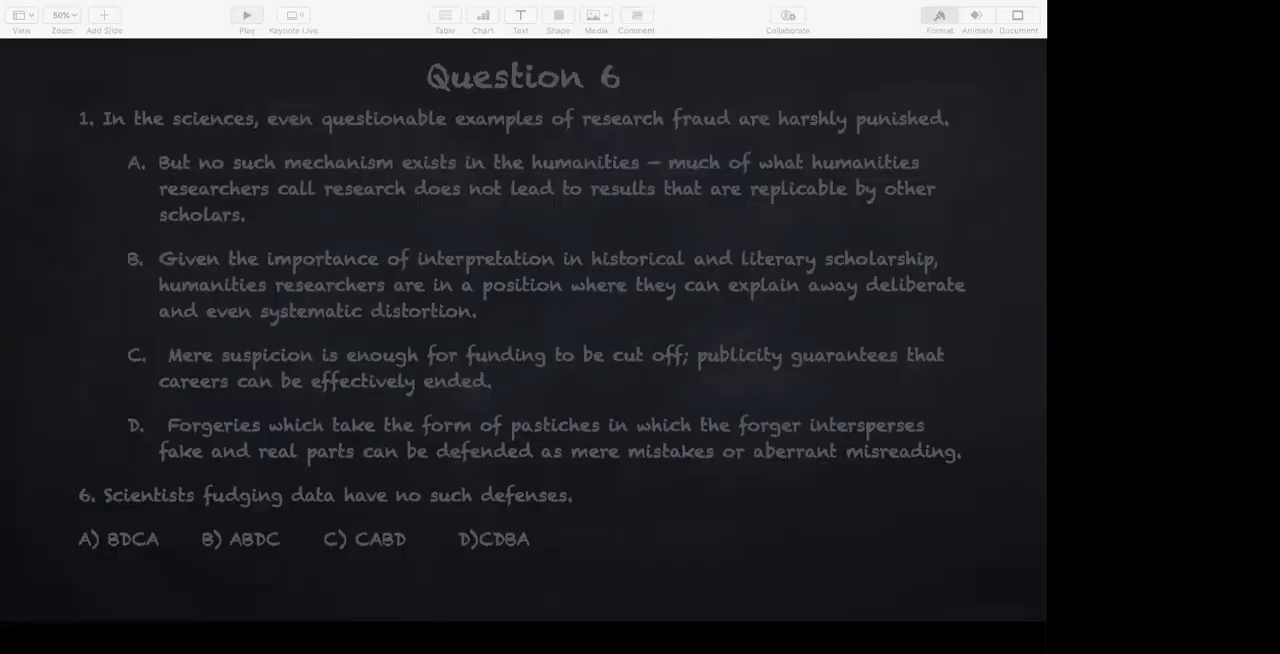 View
50%
Zoom
Add Slide
Play
Keynote Live
Table
Chart
Text
Shape
Media
Comment
Collaborate
Format
Animate
Document
Question 6
1. In the sciences, even questionable examples of research fraud are harshly punished.
A. But no such mechanism exists in the humanities – much of what humanities
researchers call research does not lead to results that are replicable by other
scholars.
B. Given the importance of interpretation in historical and literary scholarship,
humanities researchers are in a position where they can explain away deliberate
and even systematic distortion.
C. Mere suspicion is enough for funding to be cut off; publicity guarantees that
careers can be effectively ended.
D. Forgeries which take the form of pastiches in which the forger intersperses
fake and real parts can be defended as mere mistakes or aberrant misreading.
6. Scientists fudging data have no such defenses.
A) BDCA B) ABDC C) CABD D)CDBA